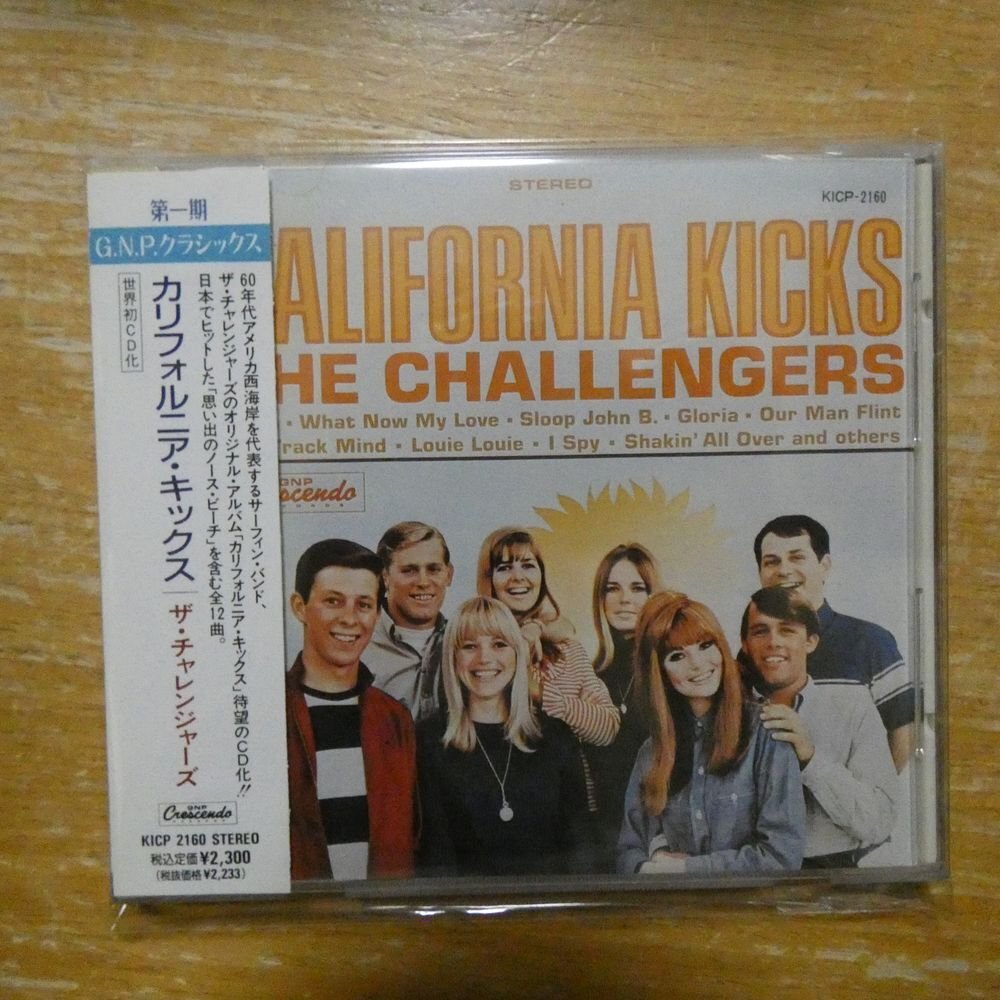 第一期
G.N.P.クラシックス
世界初CD化
カリフォルニア・キックス
ザ・チャレンジャーズ
60年代アメリカ西海岸を代表するサーフィン・バンド、
ザ・チャレンジャーズのオリジナル・アルバム「カリフォルニア・キックス」待望のCD化!!
日本でヒットした「思い出のノース・ビーチ」を含む全12曲。
GNP
Crescendo
RECORDS
KICP 2160 STEREO
税込定価¥2,300
(税抜価格¥2,233)
STEREO
KICP-2160
ALIFORNIA KICKS
HE CHALLENGERS
• What Now My Love • Sloop John B. • Gloria • Our Man Flint
Track Mind • Louie Louie • I Spy • Shakin' All Over and others
GNP
escendo
RECORDS